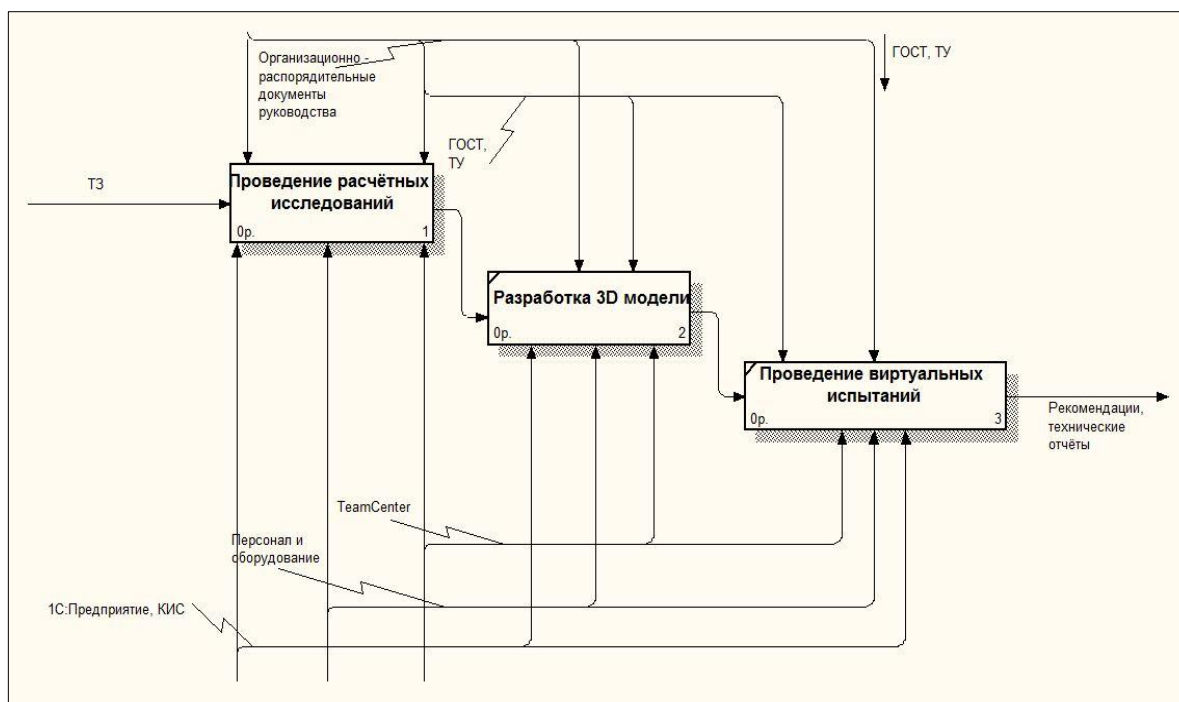 Организационно -
распорядительные
документы
руководства
ГОСТ, ТУ
ГОСТ,
ТУ
ТЗ
Проведение расчётных
исследований
0р.
1
Разработка 3D модели
0р.
2
Проведение виртуальных
испытаний
0р.
3
Рекомендации,
технические
отчёты
TeamCenter
Персонал и
оборудование
1С:Предприятие, КИС